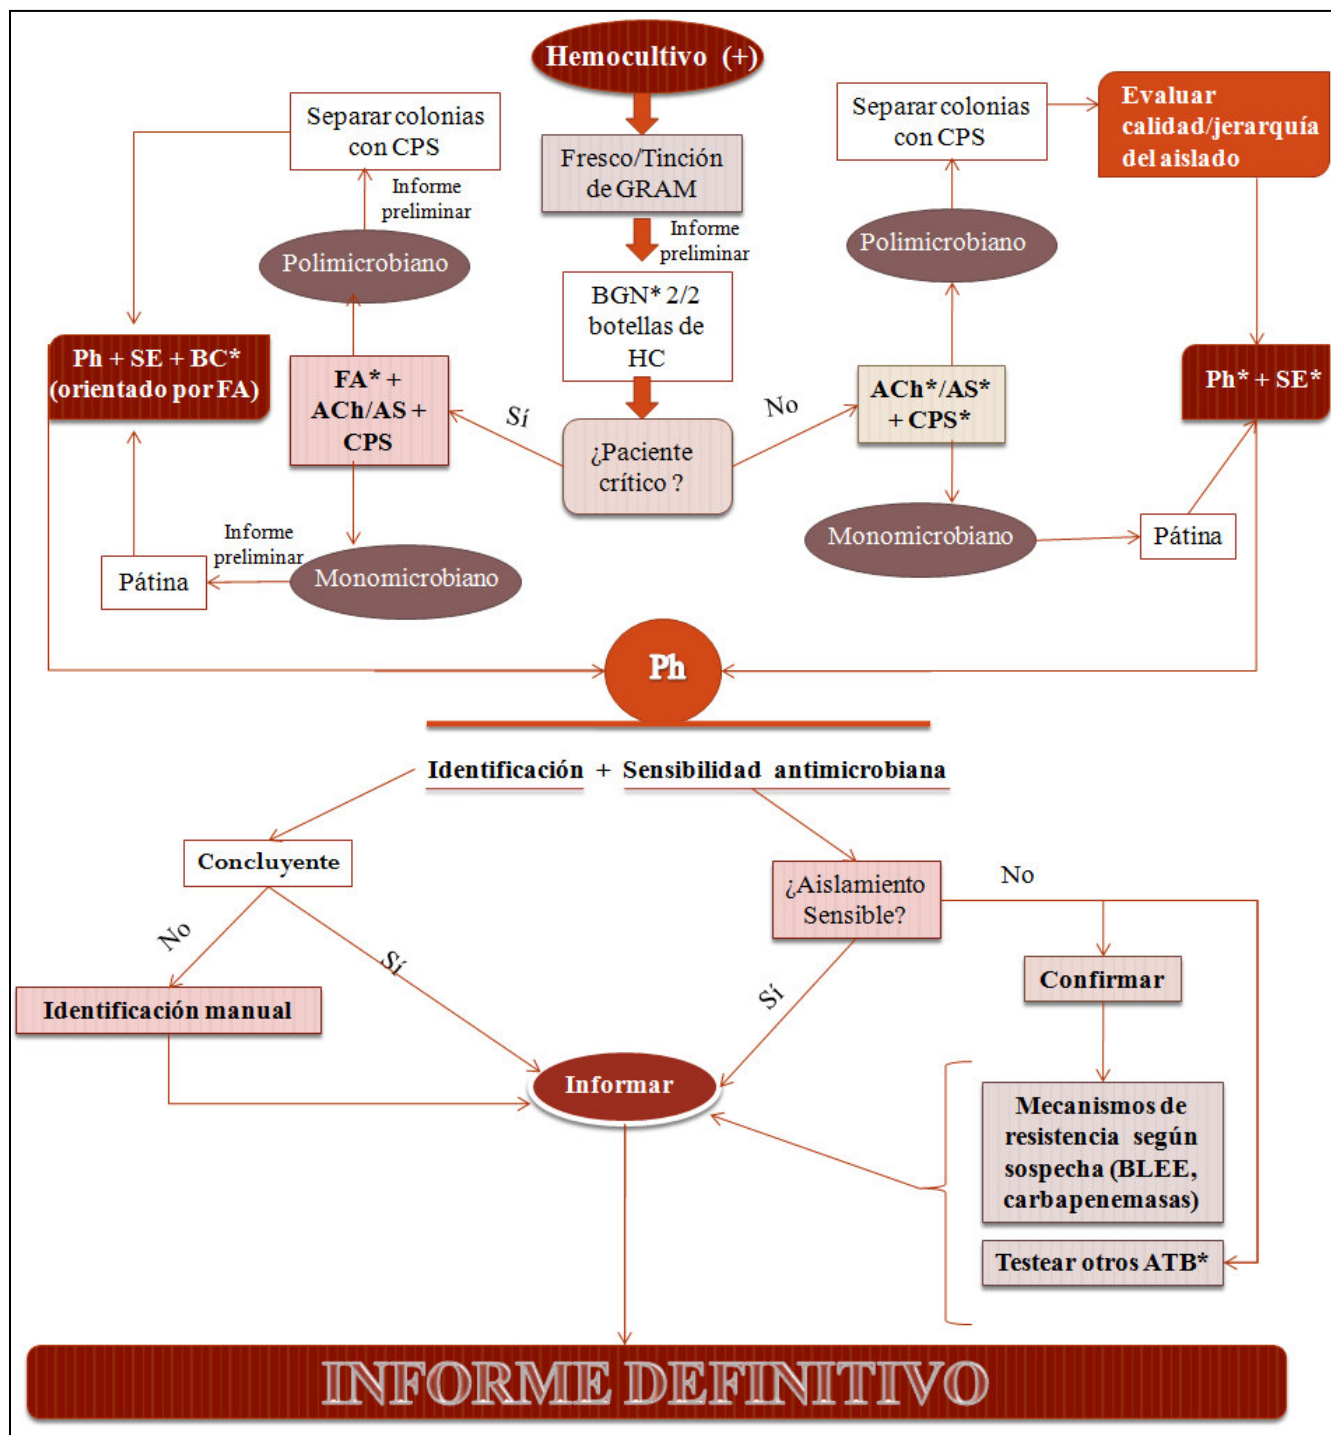 Hemocultivo (+)
Fresco/Tinción
de GRAM
Informe
preliminar
BGN* 2/2
botellas de
HC
¿Paciente
crítico ?
Sí
No
FA* +
ACh/AS +
CPS
Polimicrobiano
Informe
preliminar
Separar colonias
con CPS
Monomicrobiano
Informe
preliminar
Pátina
Ph + SE + BC*
(orientado por FA)
ACh*/AS*
+ CPS*
Polimicrobiano
Separar colonias
con CPS
Evaluar
calidad/jerarquía
del aislado
Monomicrobiano
Pátina
Ph* + SE*
Ph
Identificación + Sensibilidad antimicrobiana
Concluyente
No
Sí
Identificación manual
¿Aislamiento
Sensible?
No
Sí
Confirmar
Mecanismos de
resistencia según
sospecha (BLEE,
carbapenemasas)
Testear otros ATB*
Informar
INFORME DEFINITIVO